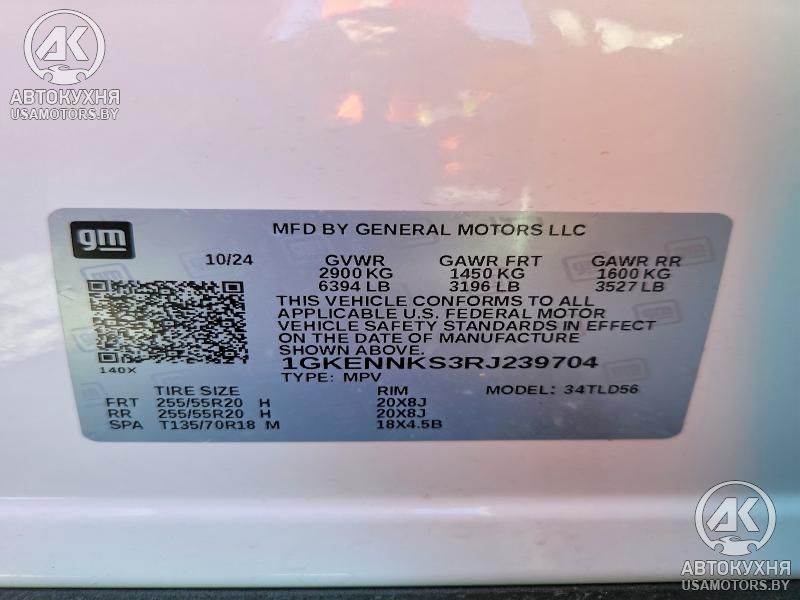 AK
АВТОКУХНЯ
USAMOTORS.BY
gm
MFD BY GENERAL MOTORS LLC
10/24 GVWR GAWR FRT GAWR RR
2900 KG 1450 KG 1600 KG
6394 LB 3196 LB 3527 LB
THIS VEHICLE CONFORMS TO ALL
APPLICABLE U.S. FEDERAL MOTOR
VEHICLE SAFETY STANDARDS IN EFFECT
ON THE DATE OF MANUFACTURE
SHOWN ABOVE.
140X
1GKENNKS3RJ239704
TYPE: MPV
TIRE SIZE RIM MODEL: 34TLD56
FRT 255/55R20 H 20X8J
RR 255/55R20 H 20X8J
SPA T135/70R18 M 18X4.5B
AK
АВТОКУХНЯ
USAMOTORS.BY